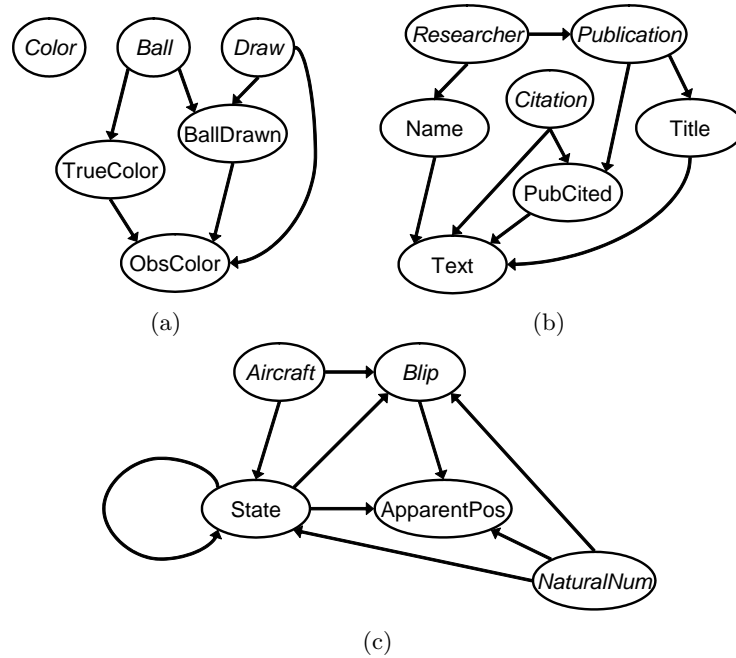 Color
Ball
Draw
BallDrawn
TrueColor
ObsColor
(a)
Researcher
Publication
Citation
Name
Title
PubCited
Text
(b)
Aircraft
Blip
State
ApparentPos
NaturalNum
(c)